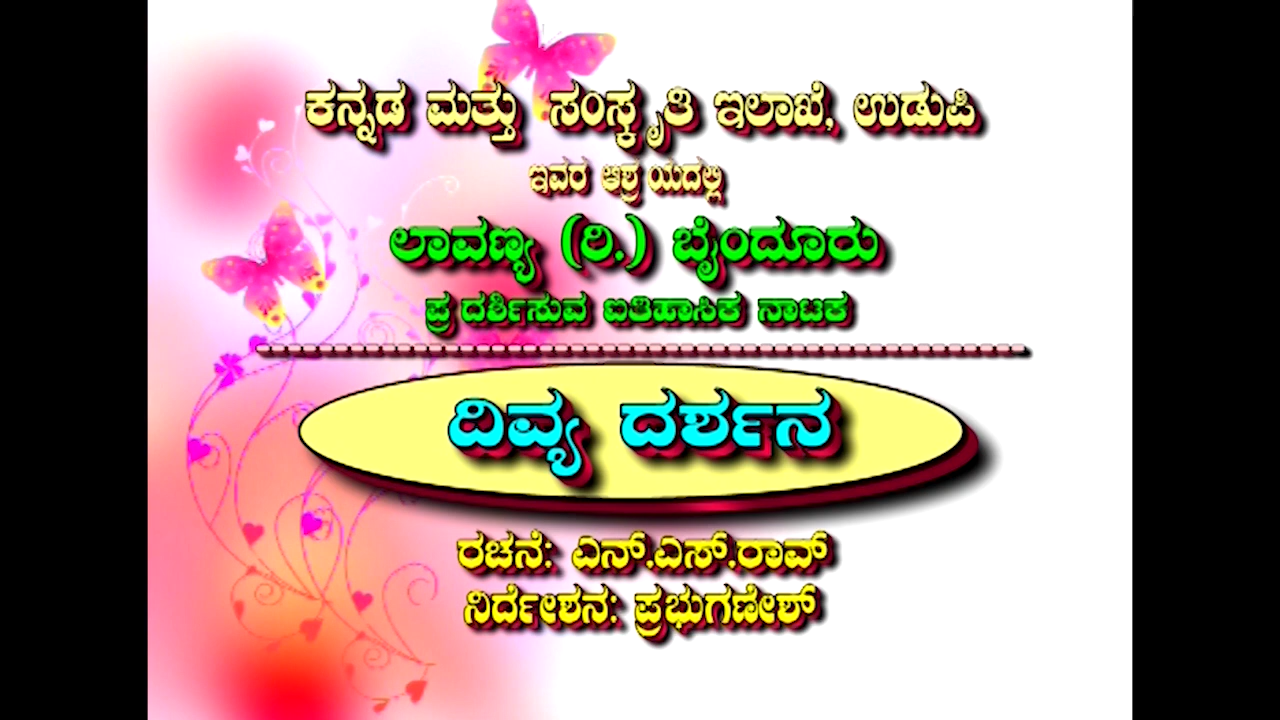 ಕನ್ನಡ ಮತ್ತು ಸಂಸ್ಕೃತಿ ಇಲಾಖೆ, ಉಡುಪಿ
ಇವರ ಆಶ್ರಯದಲ್ಲಿ
ಲಾವಣ್ಯ (ರಿ.) ಬೈಂದೂರು
ಪ್ರದರ್ಶಿಸುವ ಐತಿಹಾಸಿಕ ನಾಟಕ
ದಿವ್ಯ ದರ್ಶನ
ರಚನೆ: ಎನ್.ಎಸ್.ರಾವ್
ನಿರ್ದೇಶನ: ಪ್ರಭುಗಣೇಶ್